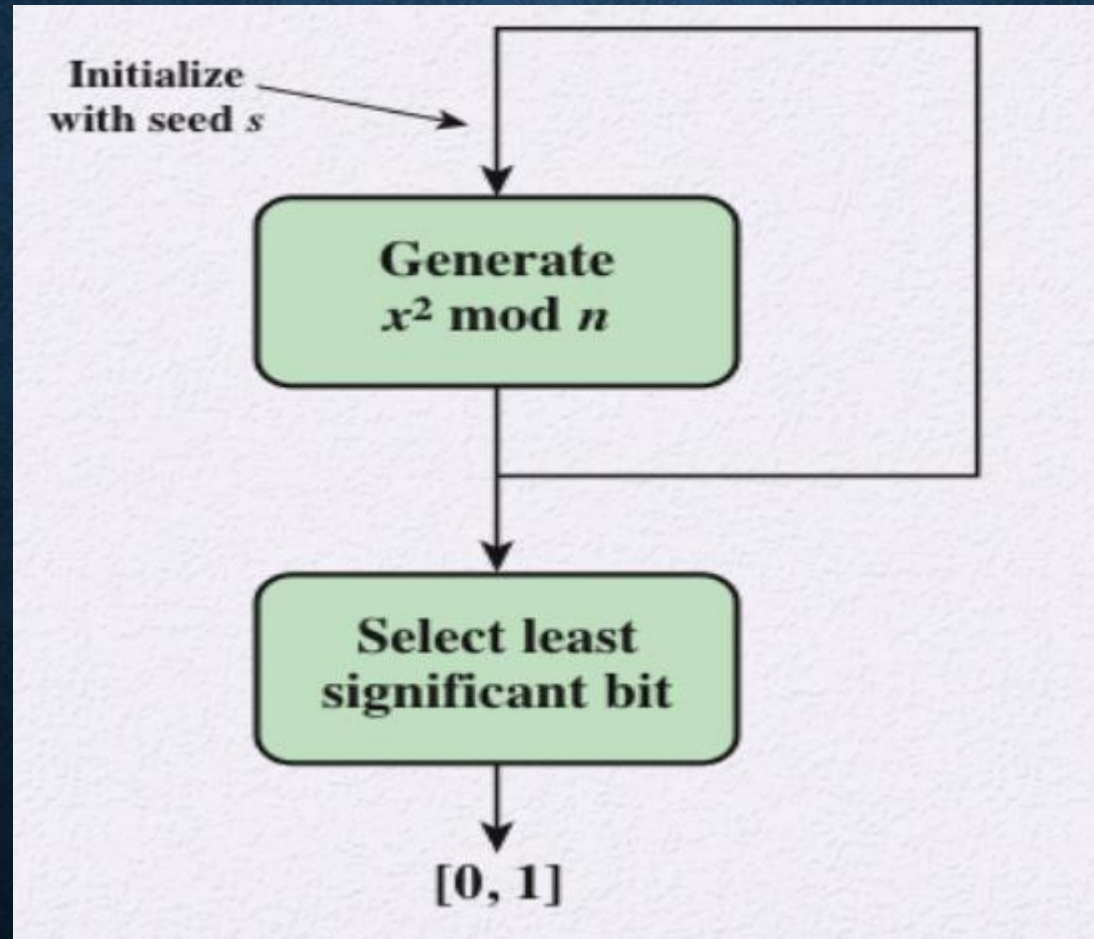 Initialize
with seed s
Generate
x² mod n
Select least
significant bit
[0, 1]